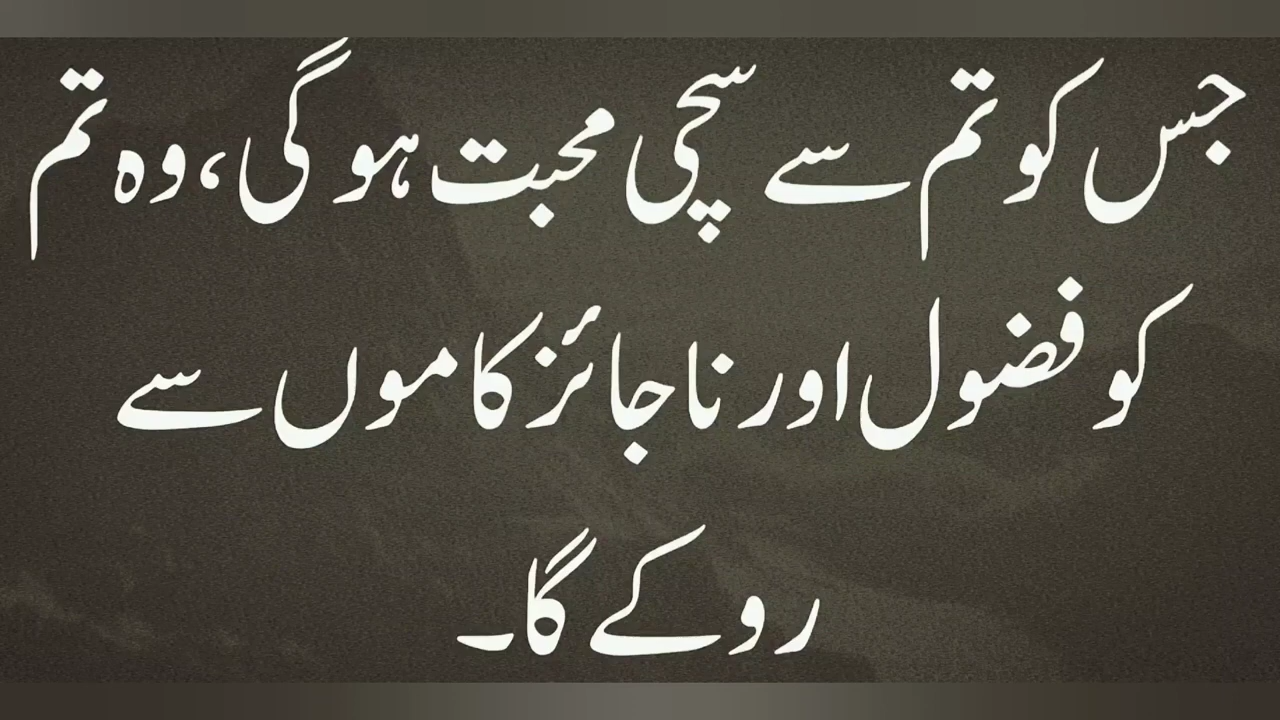 جس کو تم سے سچی محبت ہو گی، وہ تم
کو فضول اور ناجائز کاموں سے
روکے گا۔